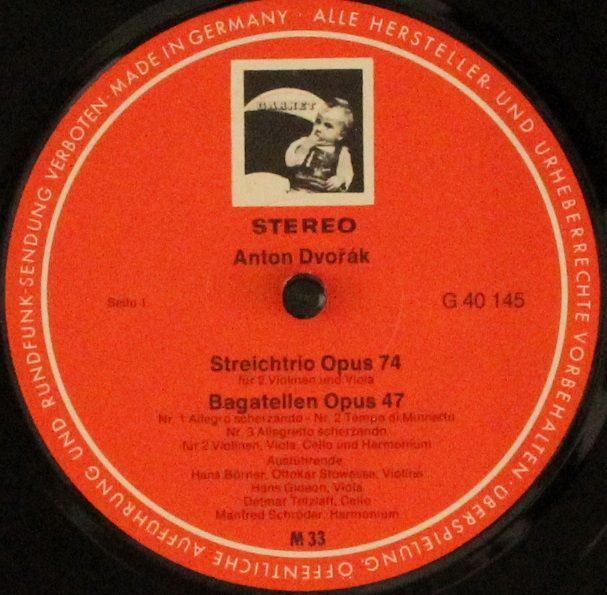 MADE IN GERMANY · ALLE HERSTELLER- UND URHEBERRECHTE VORBEHALTEN · ÜBERSPIELUNG, ÖFFENTLICHE AUFFÜHRUNG UND RUNDFUNK-SENDUNG VERBOTEN ·
GARNET
STEREO
Anton Dvořák
Seite 1
G 40 145
Streichtrio Opus 74
für 2 Violinen und Viola
Bagatellen Opus 47
Nr. 1 Allegro scherzando - Nr. 2 Tempo di Minuetto
Nr. 3 Allegretto scherzando
für 2 Violinen, Viola, Cello und Harmonium
Ausführende
Hans Börner, Ottokar Stowasse, Violine
Hans Gideon, Viola
Detmar Tetzlaff, Cello
Manfred Schröder, Harmonium
M 33